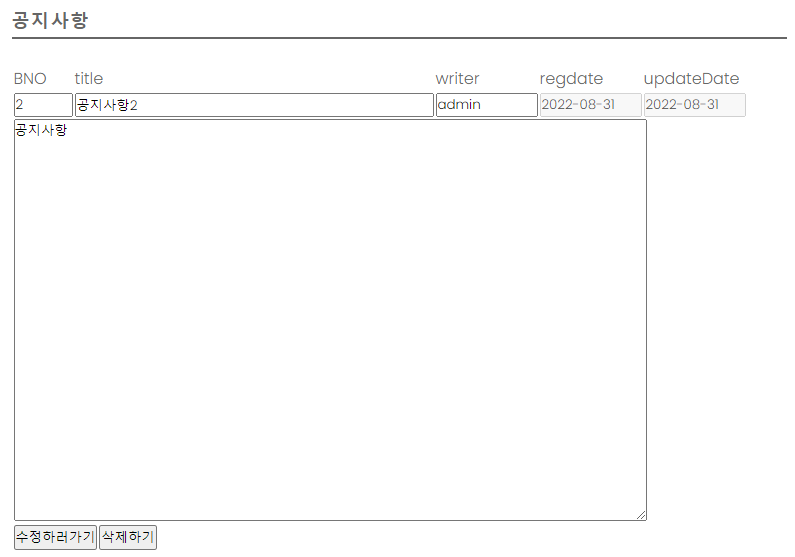 공지사항
BNO title writer regdate updateDate
2 공지사항2 admin 2022-08-31 2022-08-31
공지사항
수정하러가기 삭제하기